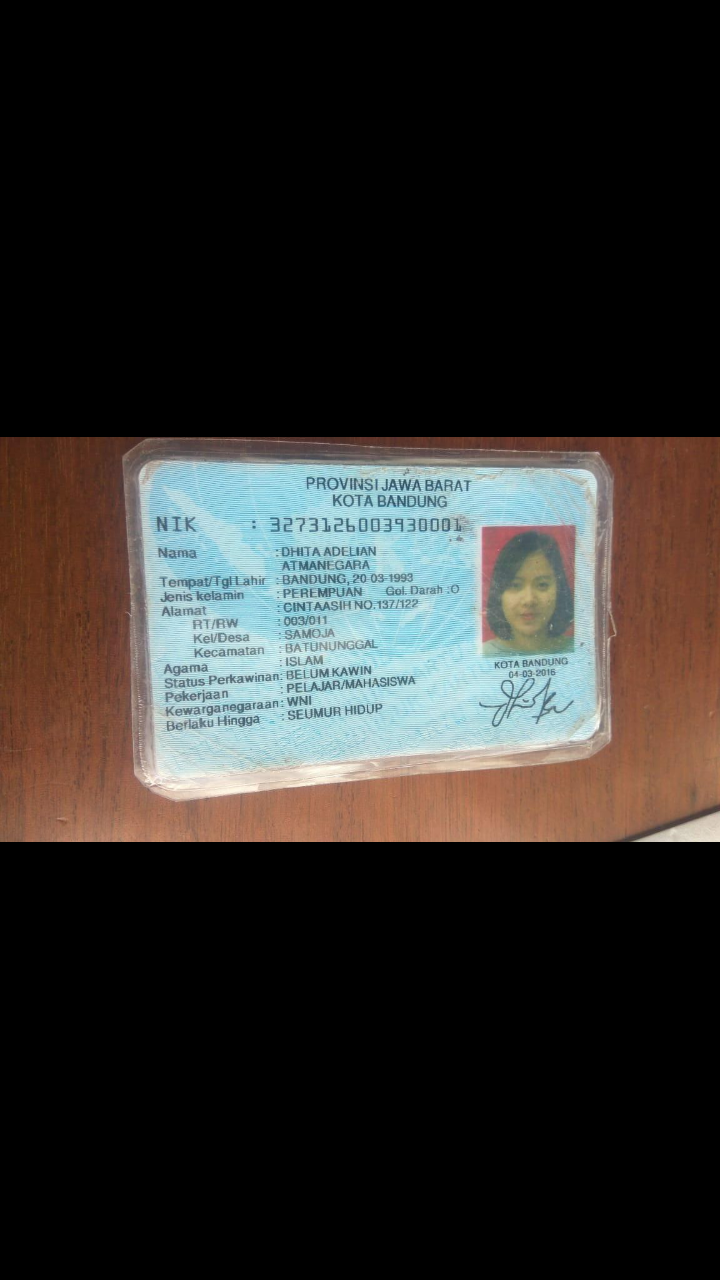 PROVINSI JAWA BARAT
KOTA BANDUNG
NIK : 3273126003930001
Nama : DHITA ADELIAN
ATMANEGARA
Tempat/Tgl Lahir : BANDUNG, 20-03-1993
Jenis kelamin : PEREMPUAN Gol. Darah :O
Alamat : CINTAASIH NO.137/122
RT/RW : 003/011
Kel/Desa : SAMOJA
Kecamatan : BATUNUNGGAL
Agama : ISLAM
Status Perkawinan: BELUM KAWIN
Pekerjaan : PELAJAR/MAHASISWA
Kewarganegaraan: WNI
Berlaku Hingga : SEUMUR HIDUP
KOTA BANDUNG
04-03-2016